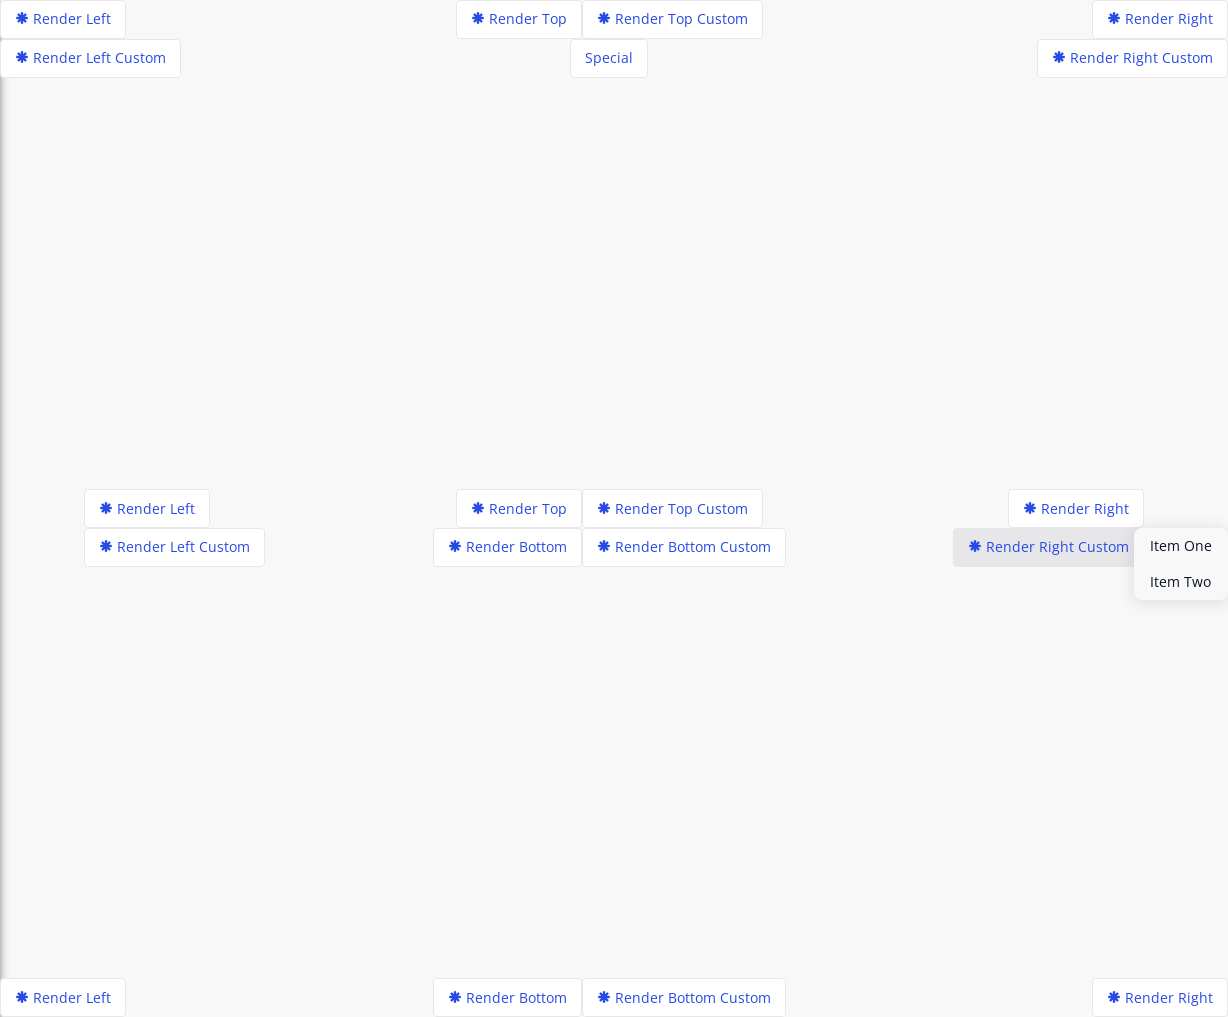 Render Left
Render Top
Render Top Custom
Render Right
Render Left Custom
Special
Render Right Custom
Render Left
Render Top
Render Top Custom
Render Right
Render Left Custom
Render Bottom
Render Bottom Custom
Render Right Custom
Item One
Item Two
Render Left
Render Bottom
Render Bottom Custom
Render Right